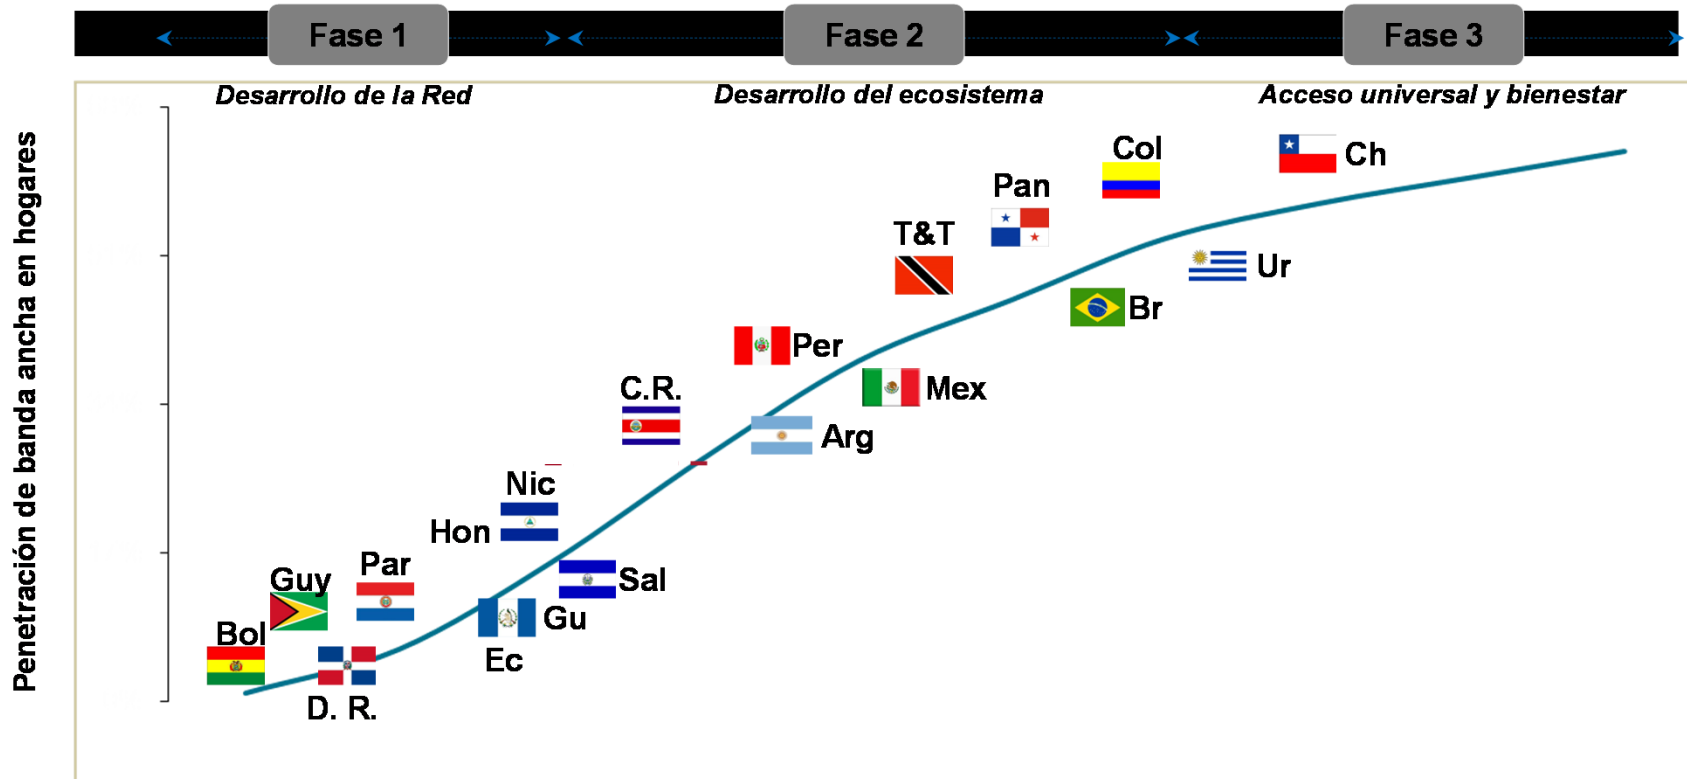 Fase 1
Fase 2
Fase 3
Desarrollo de la Red
Desarrollo del ecosistema
Acceso universal y bienestar
Penetración de banda ancha en hogares
Col
Ch
Pan
T&T
Ur
Br
Per
C.R.
Mex
Arg
Nic
Hon
Par
Guy
Sal
Gu
Bol
Ec
D. R.